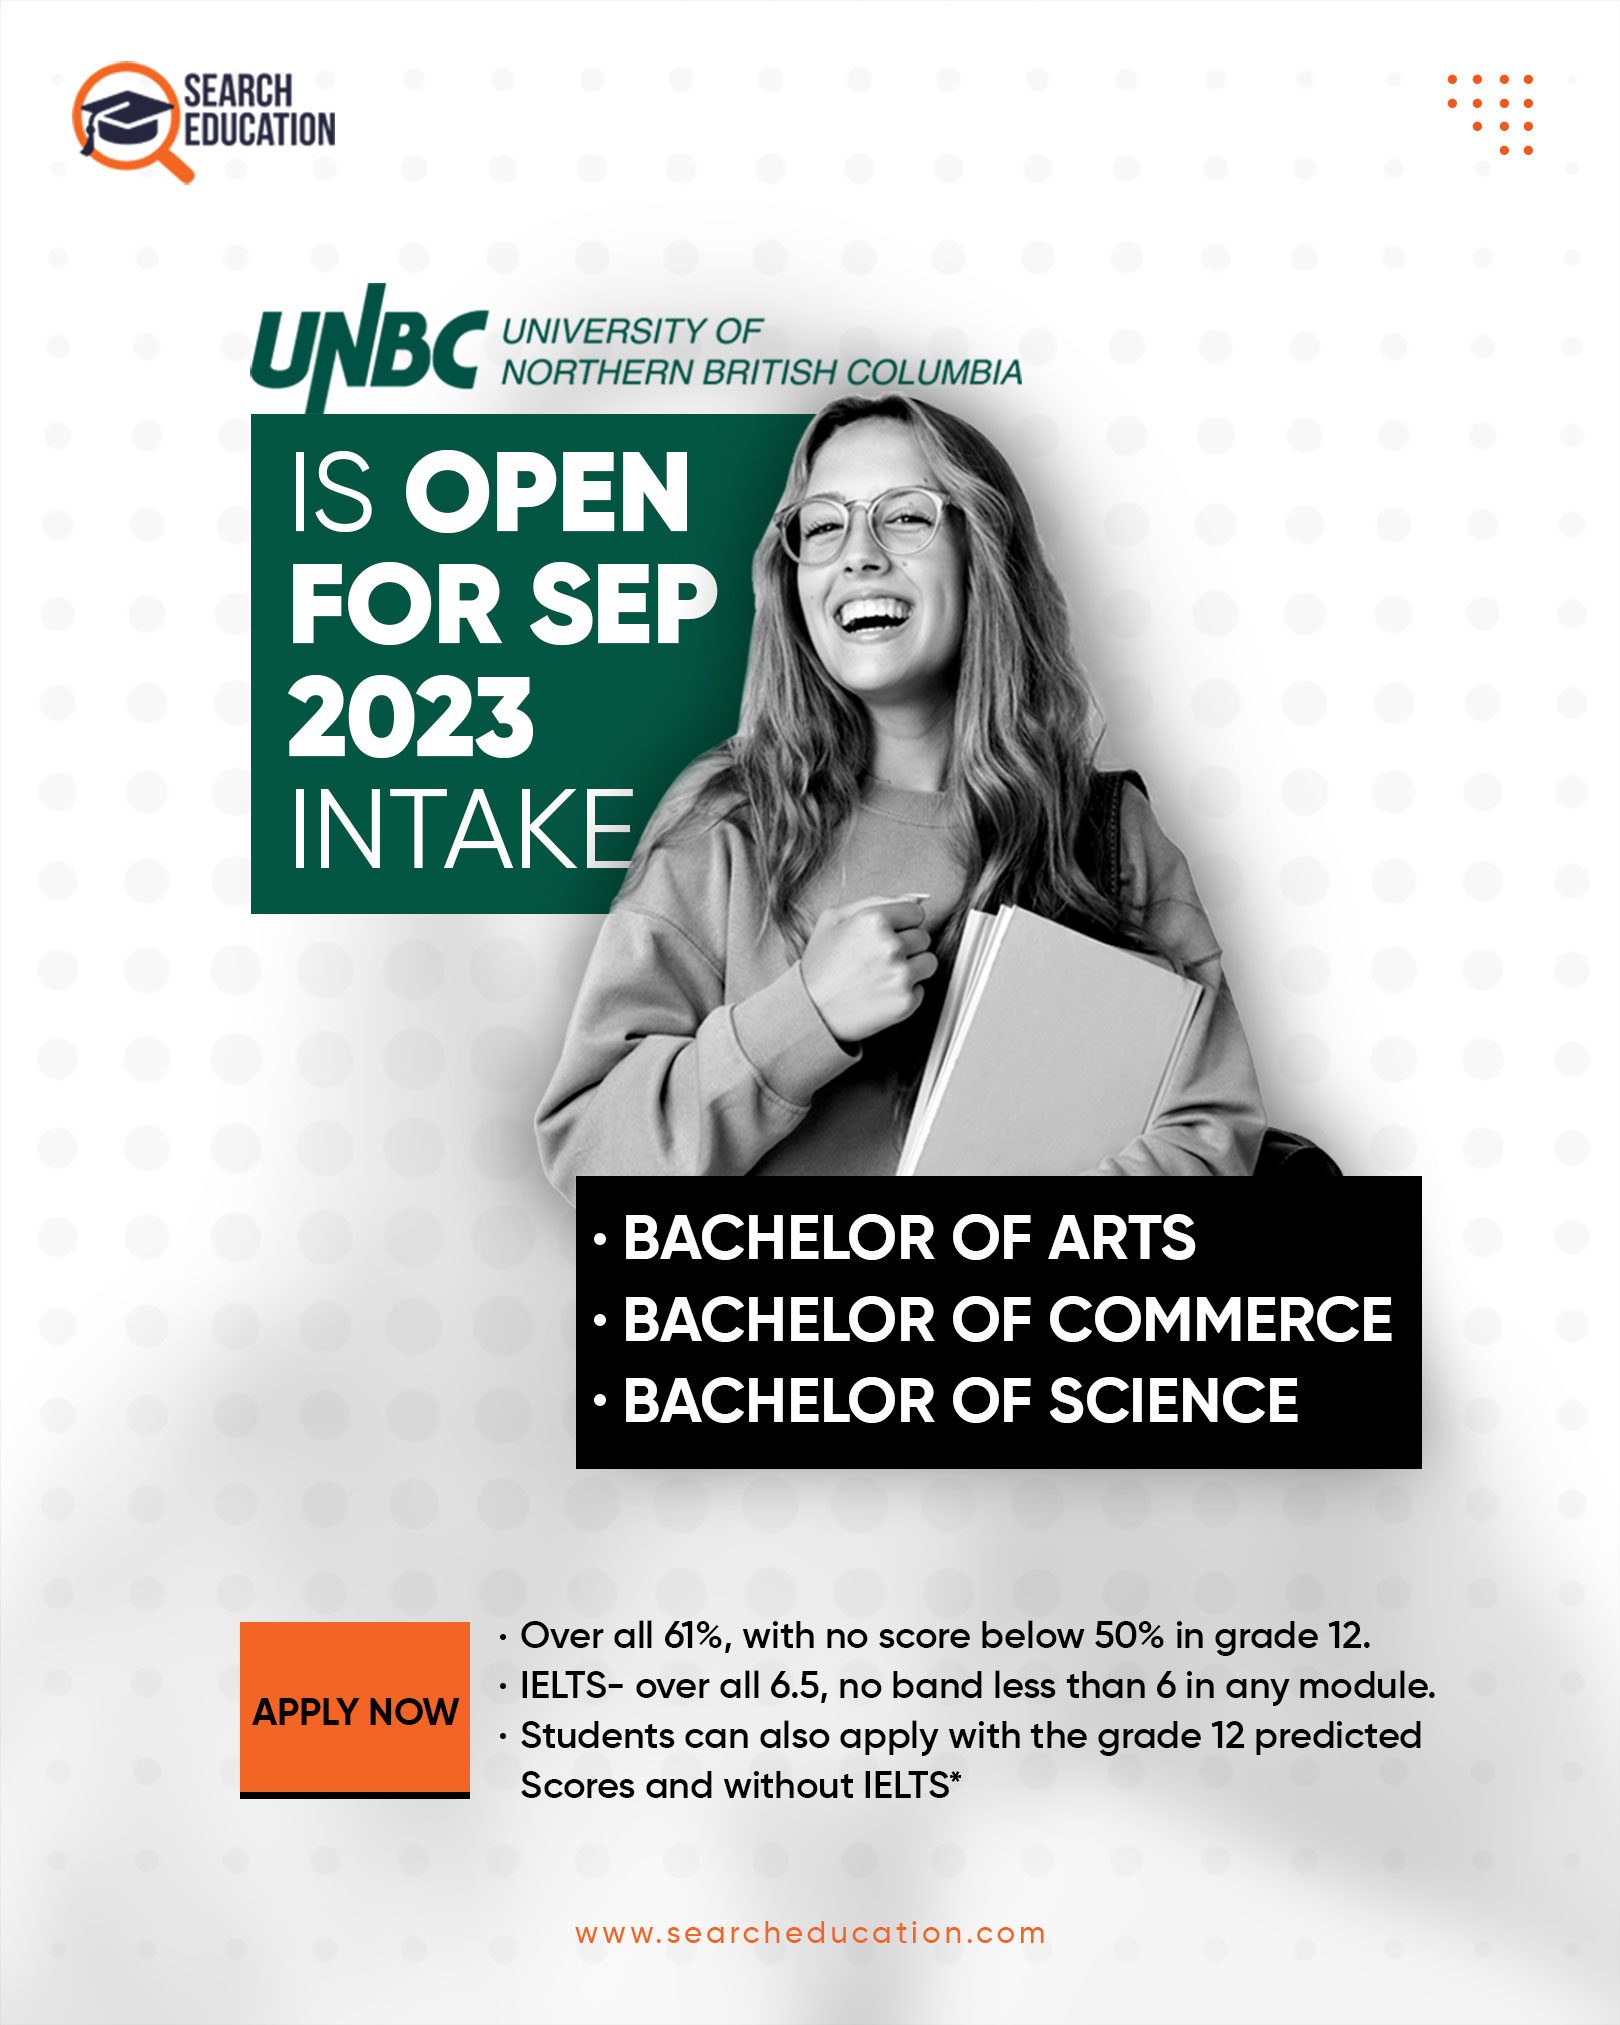 SEARCH
EDUCATION
UNBC
UNIVERSITY OF
NORTHERN BRITISH COLUMBIA
IS OPEN
FOR SEP
2023
INTAKE
• BACHELOR OF ARTS
• BACHELOR OF COMMERCE
• BACHELOR OF SCIENCE
APPLY NOW
· Over all 61%, with no score below 50% in grade 12.
· IELTS- over all 6.5, no band less than 6 in any module.
· Students can also apply with the grade 12 predicted
Scores and without IELTS*
www.searcheducation.com